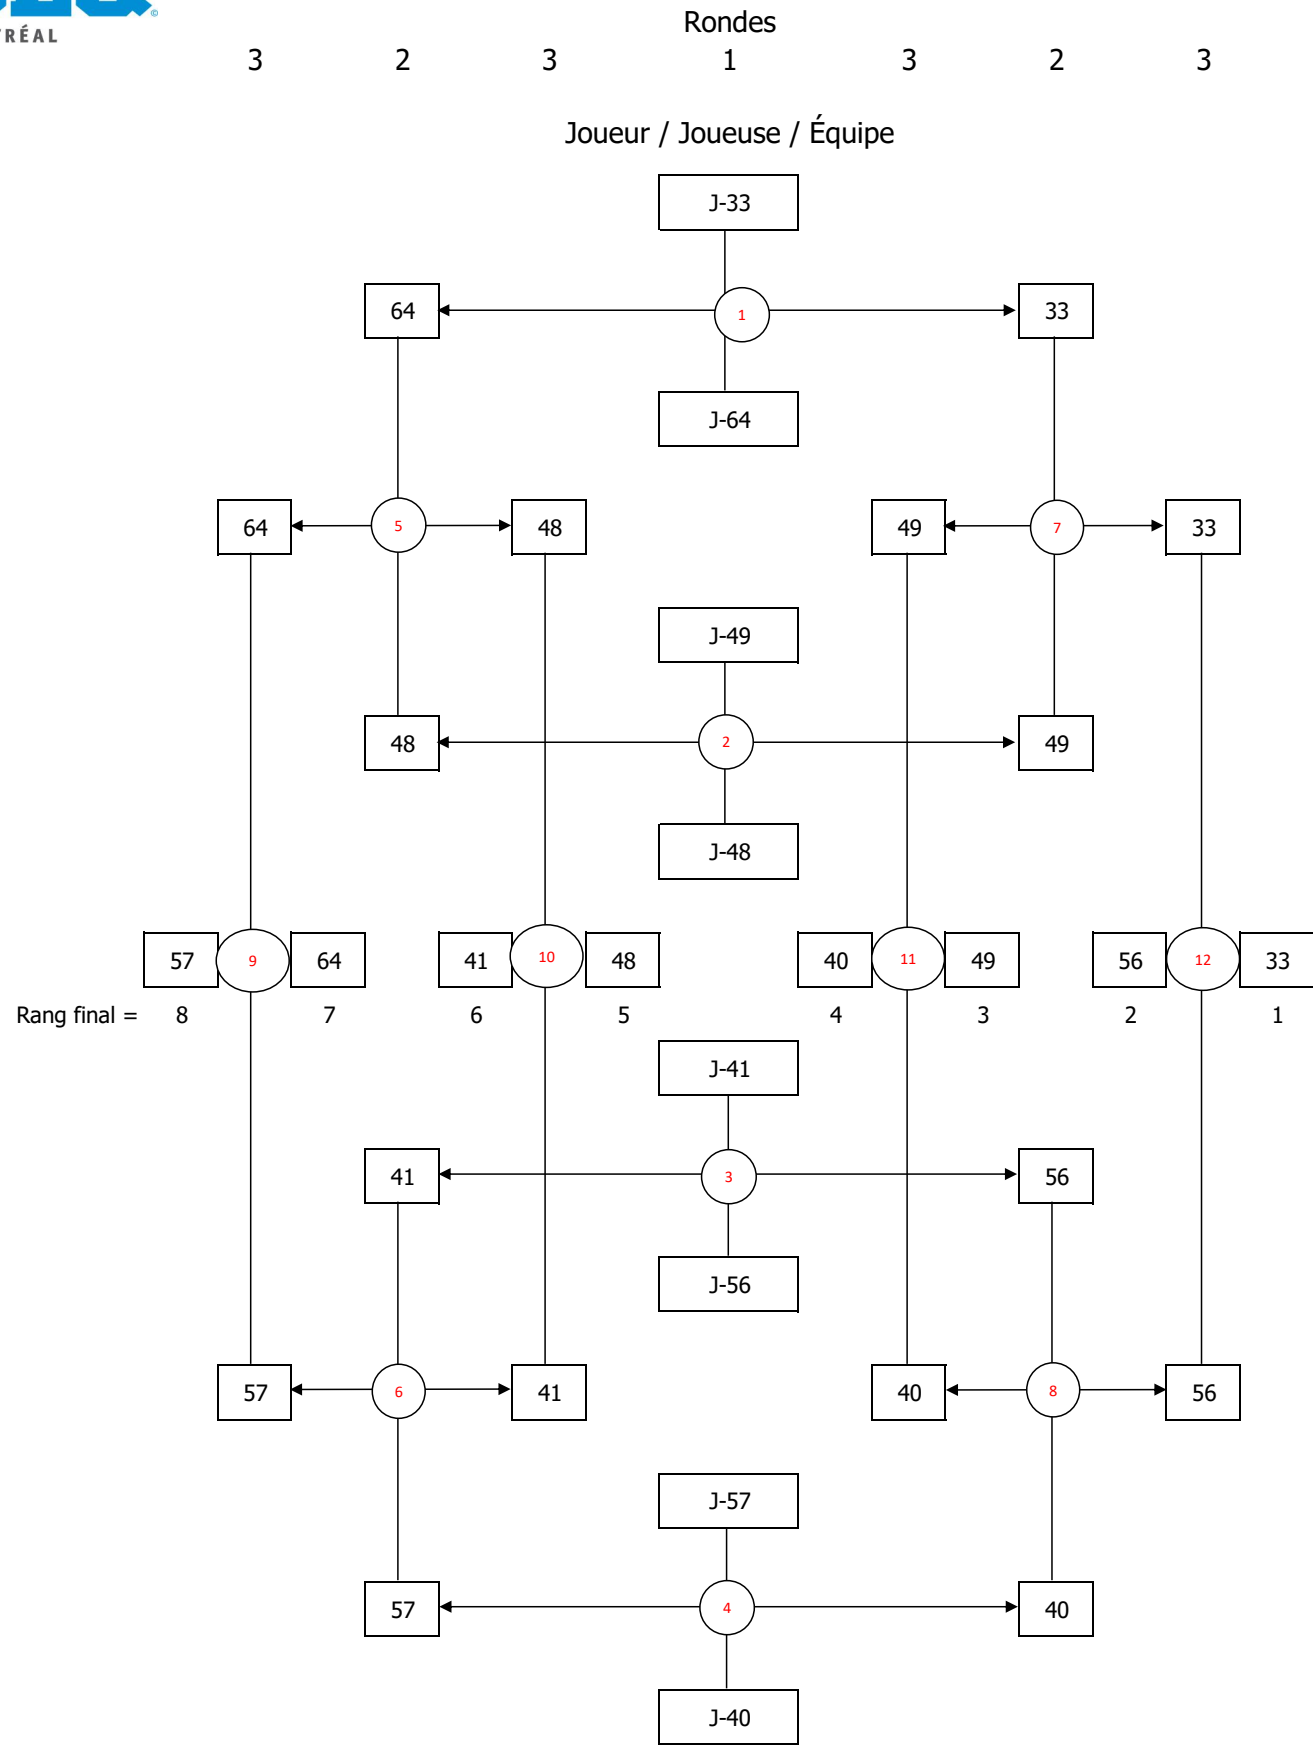 RÉAL
Rondes
3 2 3 1 3 2 3
Joueur / Joueuse / Équipe
J-33
64 1 33
J-64
64 5 48 49 7 33
J-49
48 2 49
J-48
57 9 64 41 10 48 40 11 49 56 12 33
Rang final = 8 7 6 5 4 3 2 1
J-41
41 3 56
J-56
57 6 41 40 8 56
J-57
57 4 40
J-40